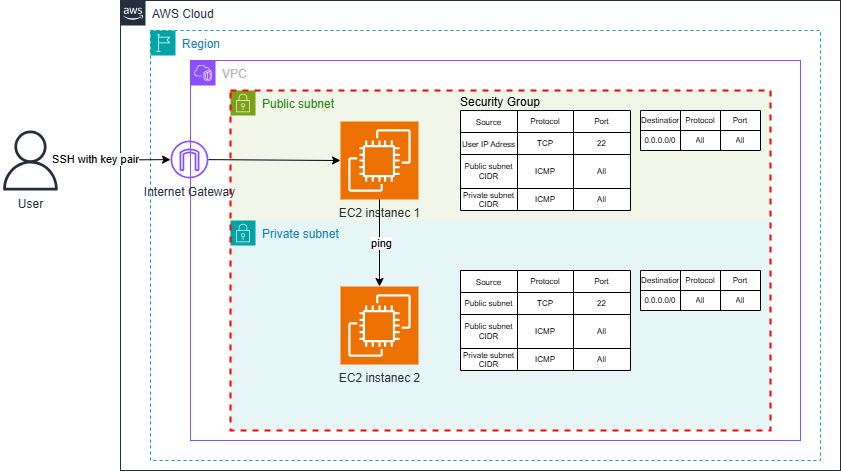 aws
AWS Cloud
Region
VPC
Public subnet
Security Group
Source Protocol Port
User IP Adress TCP 22
Public subnet
CIDR
ICMP All
Private subnet
CIDR
ICMP All
Destination Protocol Port
0.0.0.0/0 All All
SSH with key pair
User
Internet Gateway
EC2 instanec 1
Private subnet
ping
Source Protocol Port
Public subnet TCP 22
Public subnet
CIDR
ICMP All
Private subnet
CIDR
ICMP All
Destination Protocol Port
0.0.0.0/0 All All
EC2 instanec 2